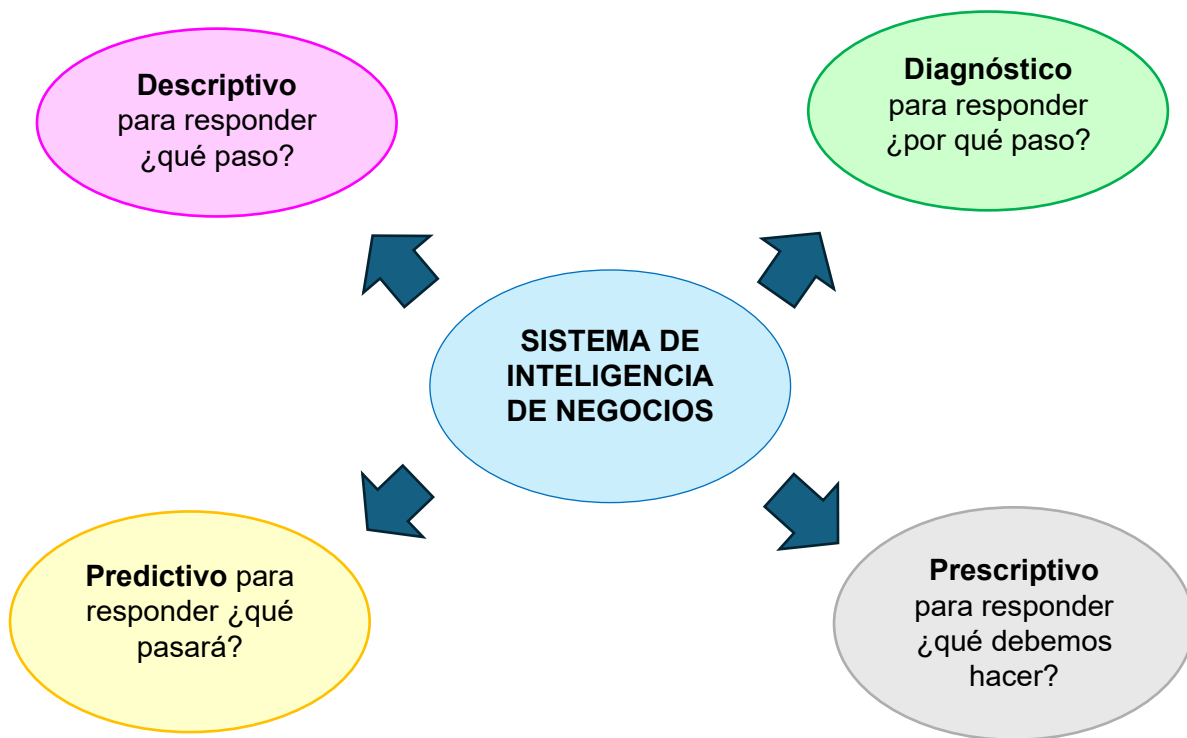 Descriptivo
para responder
¿qué paso?
Diagnóstico
para responder
¿por qué paso?
SISTEMA DE
INTELIGENCIA
DE NEGOCIOS
Predictivo para
responder ¿qué
pasará?
Prescriptivo
para responder
¿qué debemos
hacer?